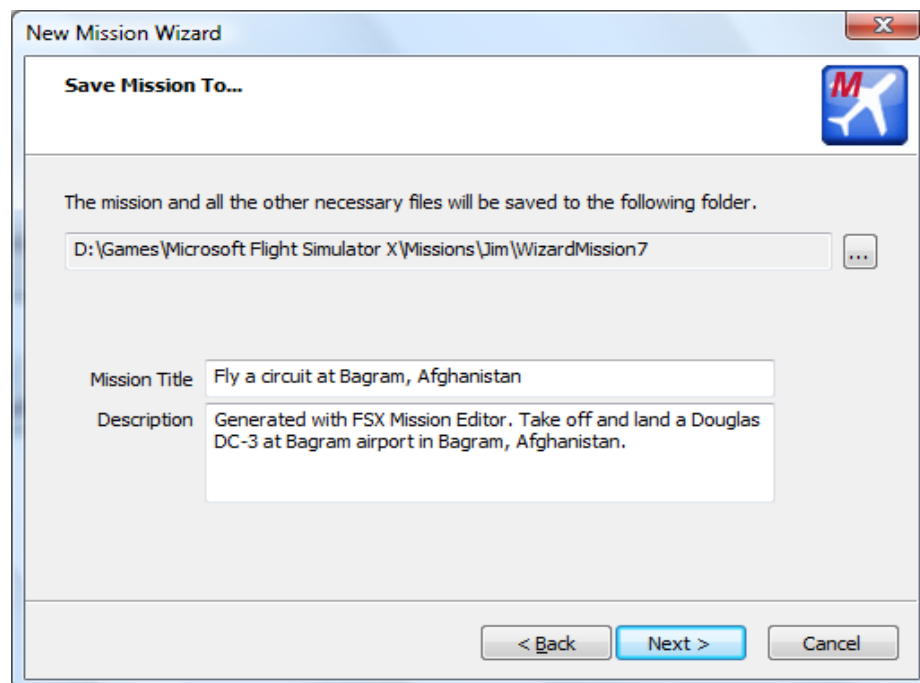 New Mission Wizard
Save Mission To...
M
The mission and all the other necessary files will be saved to the following folder.
D:\Games\Microsoft Flight Simulator X\Missions\Jim\WizardMission7
...
Mission Title
Fly a circuit at Bagram, Afghanistan
Description
Generated with FSX Mission Editor. Take off and land a Douglas
DC-3 at Bagram airport in Bagram, Afghanistan.
< Back
Next >
Cancel